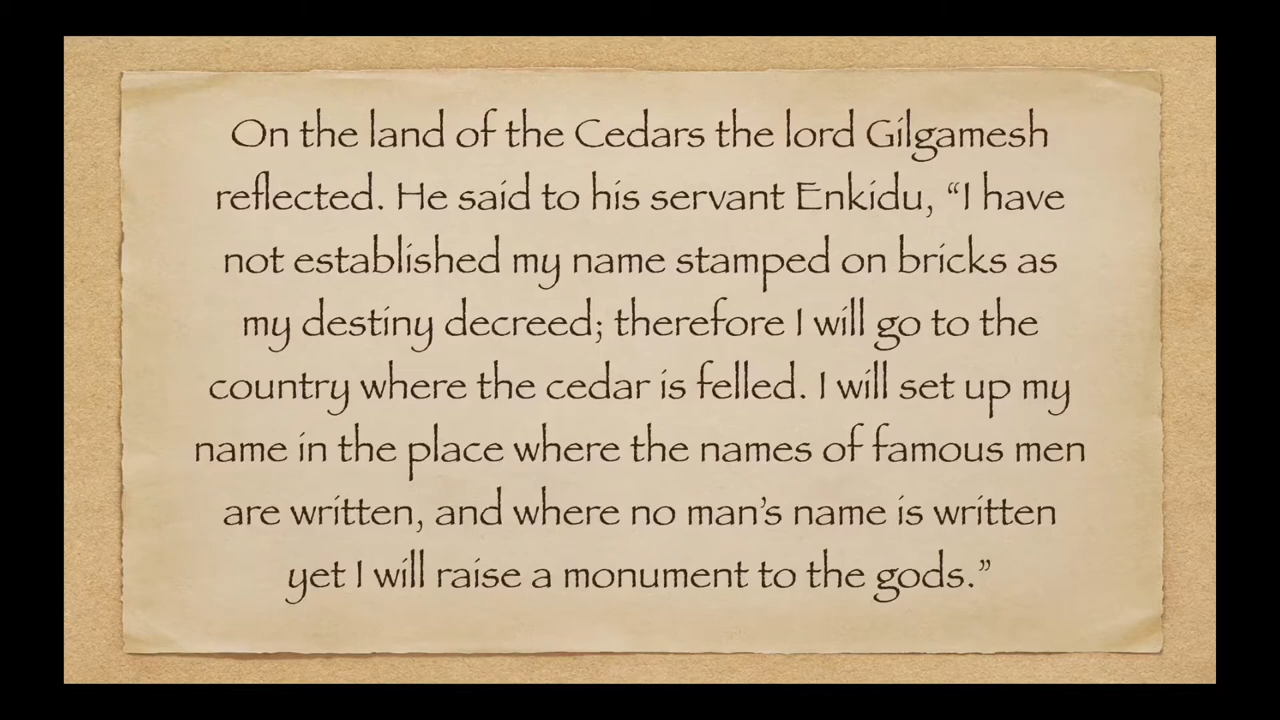 On the land of the Cedars the lord Gilgamesh
reflected. He said to his servant Enkidu, “I have
not established my name stamped on bricks as
my destiny decreed; therefore I will go to the
country where the cedar is felled. I will set up my
name in the place where the names of famous men
are written, and where no man’s name is written
yet I will raise a monument to the gods.”